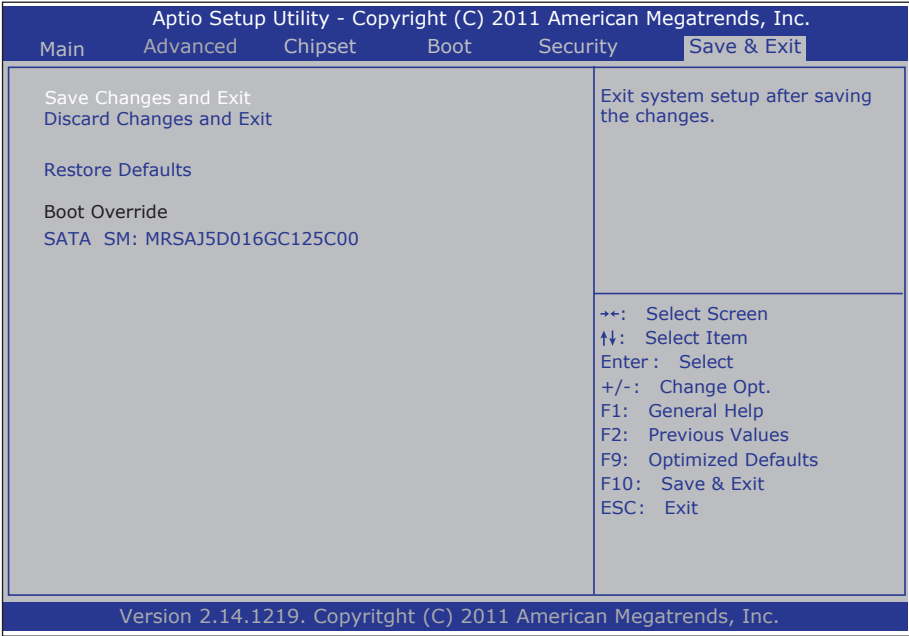 Aptio Setup Utility - Copyright (C) 2011 American Megatrends, Inc.
Main Advanced Chipset Boot Security Save & Exit
Save Changes and Exit
Discard Changes and Exit
Restore Defaults
Boot Override
SATA SM: MRSAJ5D016GC125C00
Exit system setup after saving
the changes.
→←: Select Screen
↑↓: Select Item
Enter : Select
+/-: Change Opt.
F1: General Help
F2: Previous Values
F9: Optimized Defaults
F10: Save & Exit
ESC: Exit
Version 2.14.1219. Copyritght (C) 2011 American Megatrends, Inc.